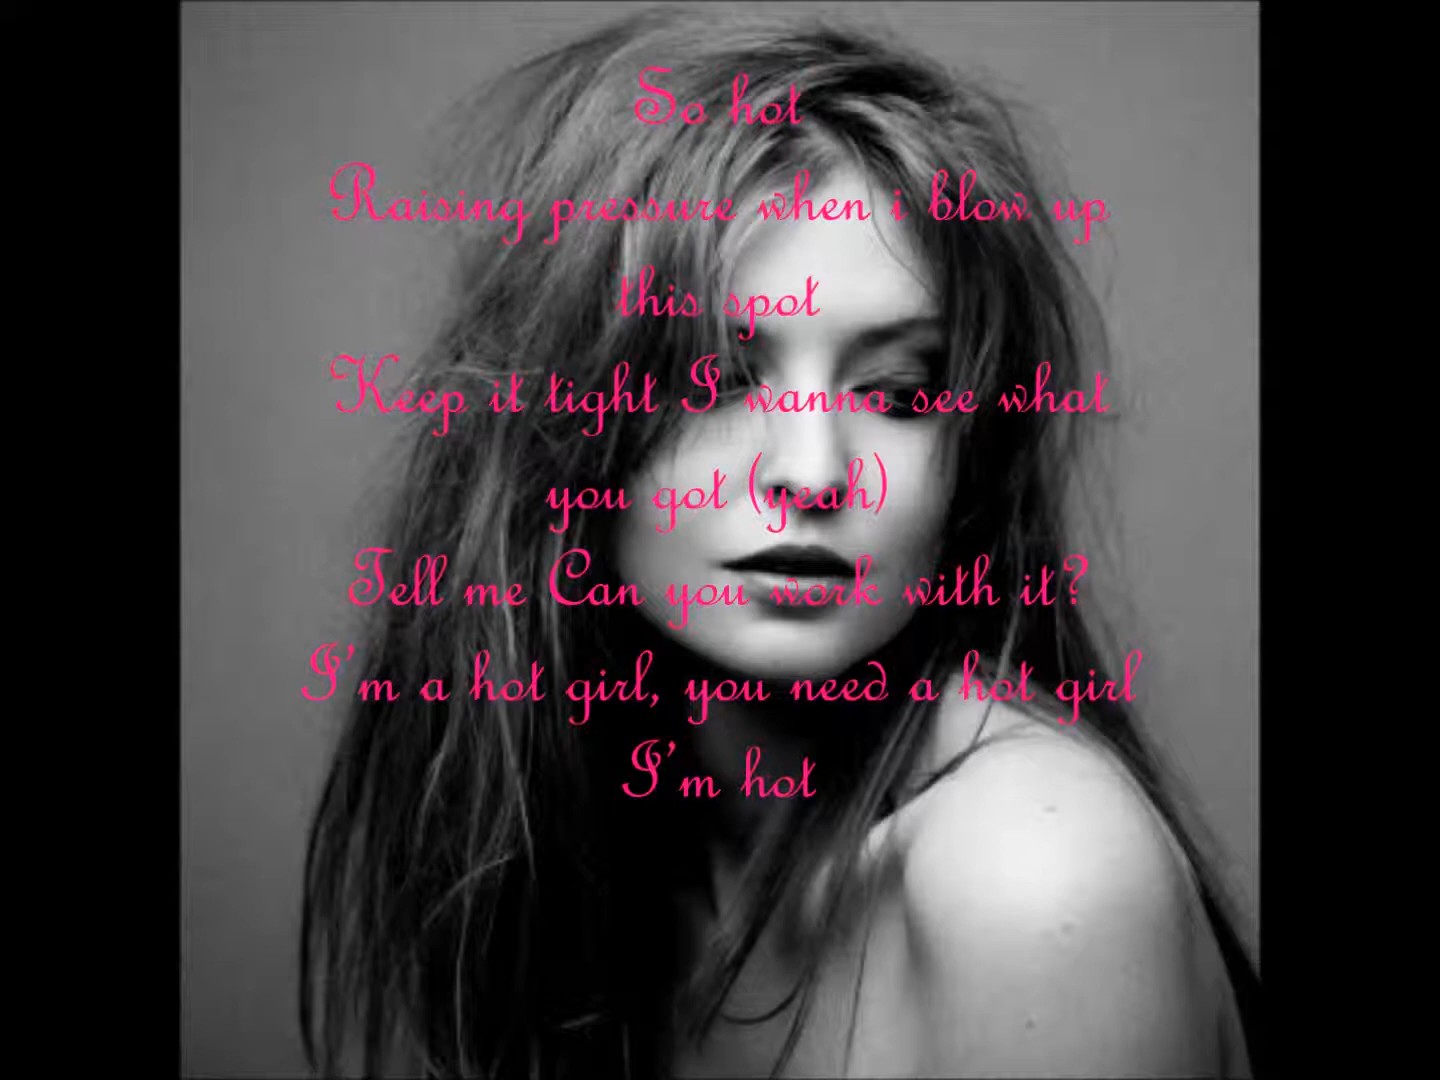 So hot
Raising pressure when i blow up
this spot
Keep it tight I wanna see what
you got (yeah)
Tell me Can you work with it?
I'm a hot girl, you need a hot girl
I'm hot